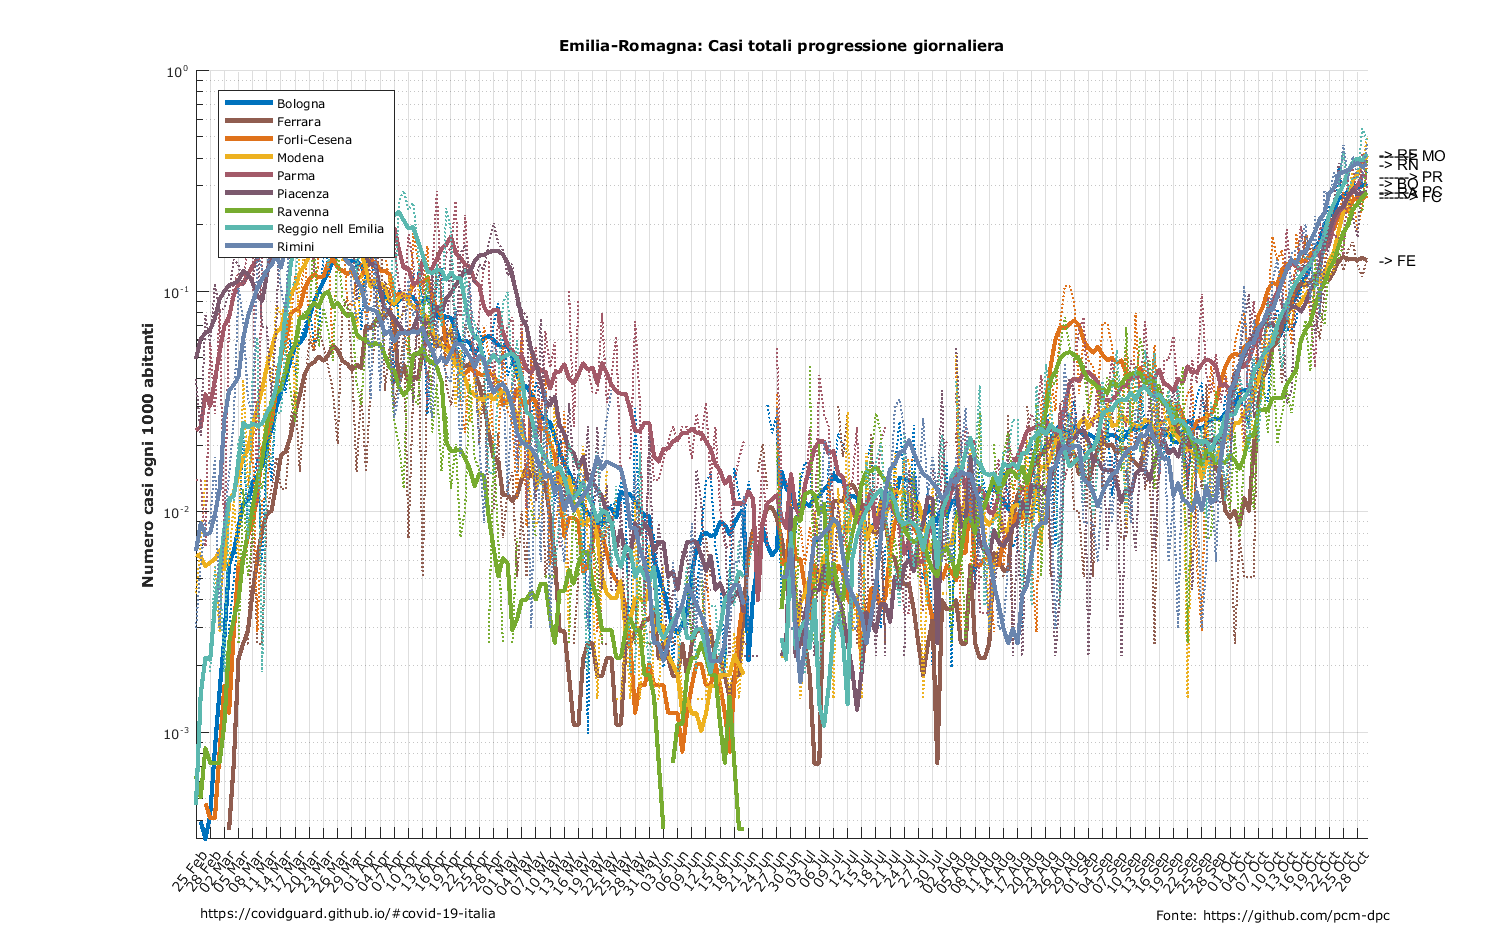 Emilia-Romagna: Casi totali progressione giornaliera
10^0
10^-1
10^-2
10^-3
Numero casi ogni 1000 abitanti
Bologna
Ferrara
Forli-Cesena
Modena
Parma
Piacenza
Ravenna
Reggio nell Emilia
Rimini
-> RE
MO
-> RN
-> PR
-> BO
-> RA
PC
-> FC
-> FE
25 Feb
28 Feb
02 Mar
05 Mar
08 Mar
11 Mar
14 Mar
17 Mar
20 Mar
23 Mar
26 Mar
29 Mar
01 Apr
04 Apr
07 Apr
10 Apr
13 Apr
16 Apr
19 Apr
22 Apr
25 Apr
28 Apr
01 May
04 May
07 May
10 May
13 May
16 May
19 May
22 May
25 May
28 May
31 May
03 Jun
06 Jun
09 Jun
12 Jun
15 Jun
18 Jun
21 Jun
24 Jun
27 Jun
30 Jun
03 Jul
06 Jul
09 Jul
12 Jul
15 Jul
18 Jul
21 Jul
24 Jul
27 Jul
30 Jul
02 Aug
05 Aug
08 Aug
11 Aug
14 Aug
17 Aug
20 Aug
23 Aug
26 Aug
29 Aug
01 Sep
04 Sep
07 Sep
10 Sep
13 Sep
16 Sep
19 Sep
22 Sep
25 Sep
28 Sep
01 Oct
04 Oct
07 Oct
10 Oct
13 Oct
16 Oct
19 Oct
22 Oct
25 Oct
28 Oct
https://covidguard.github.io/#covid-19-italia
Fonte: https://github.com/pcm-dpc